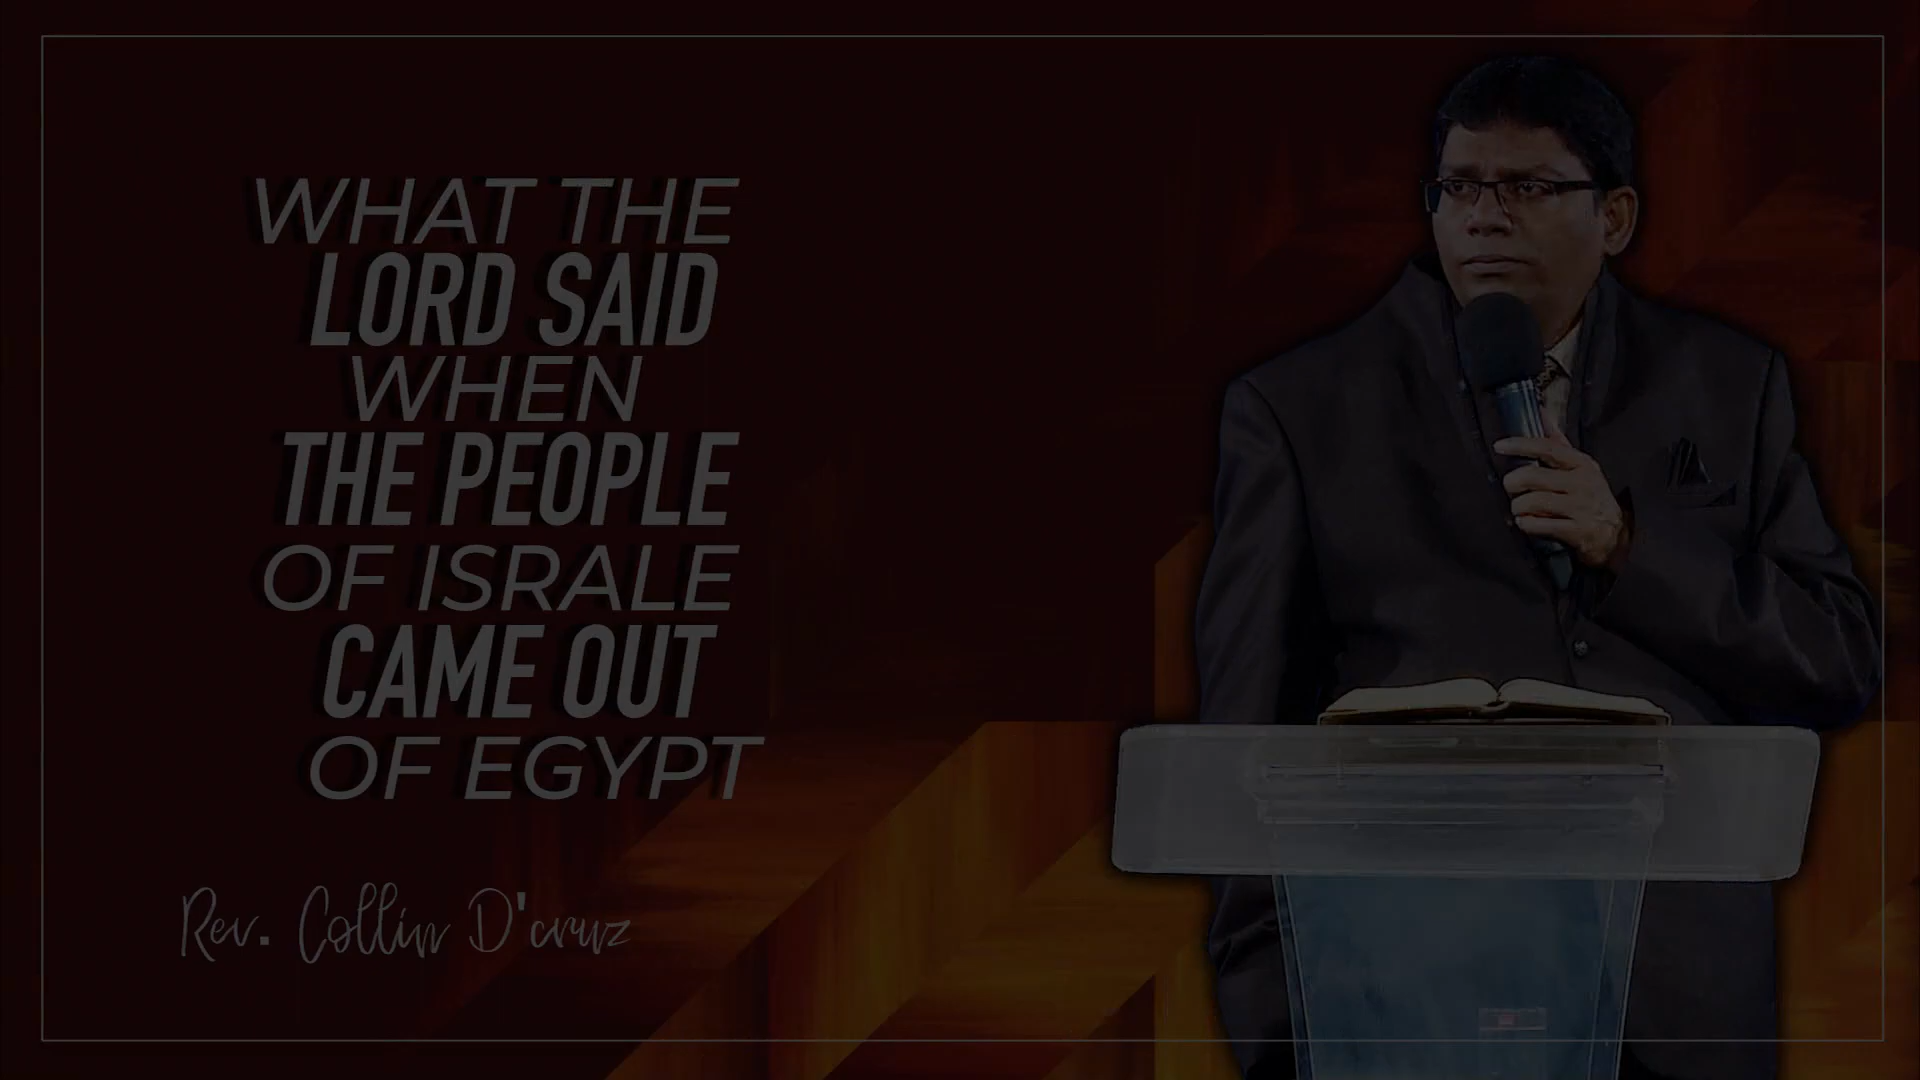 WHAT THE
LORD SAID
WHEN
THE PEOPLE
OF ISRALE
CAME OUT
OF EGYPT
Rev. Collin D'cruz